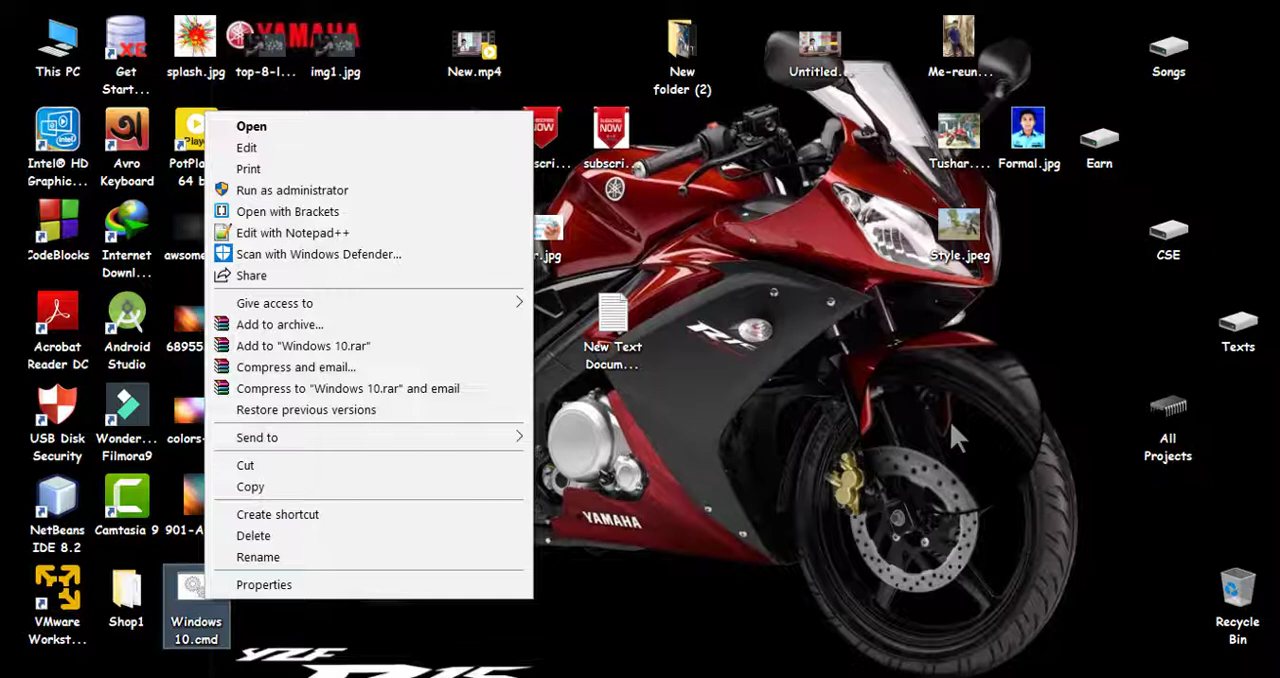 This PC
Get
Start...
splash.jpg
top-8-l...
img1.jpg
YAMAHA
New.mp4
New
folder (2)
Untitled...
Me-reun...
Songs
Intel® HD
Graphic...
Avro
Keyboard
PotPla
64 b
NOW
subscri...
Tushar....
Formal.jpg
Earn
CodeBlocks
Internet
Downl...
awsome
.jpg
Style.jpeg
CSE
Acrobat
Reader DC
Android
Studio
68955
New Text
Docum...
Texts
USB Disk
Security
Wonder...
Filmora9
colors-
All
Projects
NetBeans
IDE 8.2
Camtasia 9
901-A
VMware
Workst...
Shop1
Windows
10.cmd
Recycle
Bin
Open
Edit
Print
Run as administrator
Open with Brackets
Edit with Notepad++
Scan with Windows Defender...
Share
Give access to
Add to archive...
Add to "Windows 10.rar"
Compress and email...
Compress to "Windows 10.rar" and email
Restore previous versions
Send to
Cut
Copy
Create shortcut
Delete
Rename
Properties
YAMAHA
YZF
R15